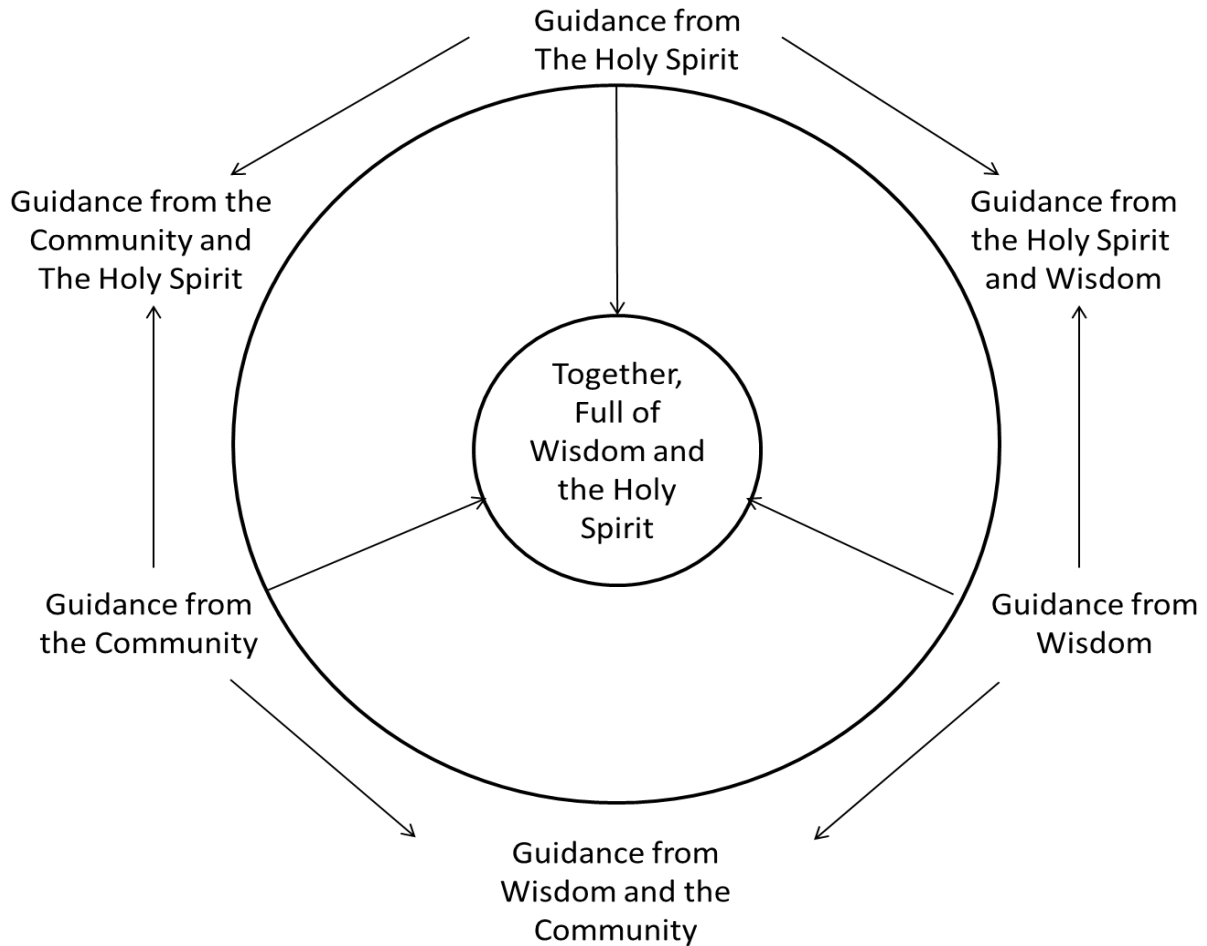 Guidance from
The Holy Spirit
Guidance from the
Community and
The Holy Spirit
Guidance from
the Holy Spirit
and Wisdom
Together,
Full of
Wisdom and
the Holy
Spirit
Guidance from
the Community
Guidance from
Wisdom
Guidance from
Wisdom and the
Community